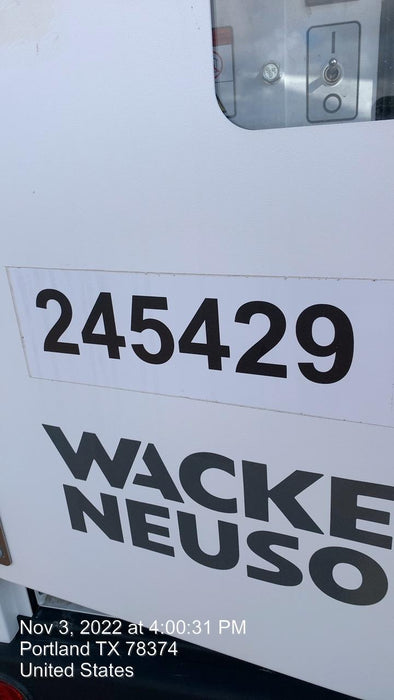 245429
WACKE
NEUSO
Nov 3, 2022 at 4:00:31 PM
Portland TX 78374
United States